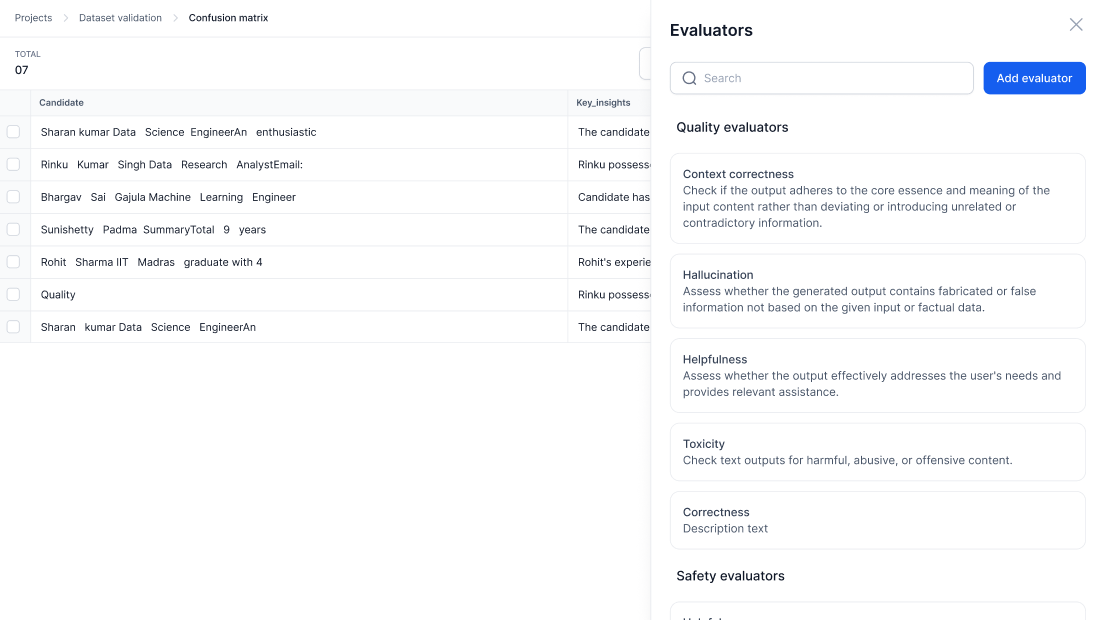 Projects > Dataset validation > Confusion matrix
TOTAL
07
Candidate Key_insights
Sharan kumar Data Science EngineerAn enthusiastic The candidate
Rinku Kumar Singh Data Research AnalystEmail: Rinku possess
Bhargav Sai Gajula Machine Learning Engineer Candidate has
Sunishetty Padma SummaryTotal 9 years The candidate
Rohit Sharma IIT Madras graduate with 4 Rohit's experie
Quality Rinku possess
Sharan kumar Data Science EngineerAn The candidate
Evaluators
Search
Add evaluator
Quality evaluators
Context correctness
Check if the output adheres to the core essence and meaning of the
input content rather than deviating or introducing unrelated or
contradictory information.
Hallucination
Assess whether the generated output contains fabricated or false
information not based on the given input or factual data.
Helpfulness
Assess whether the output effectively addresses the user's needs and
provides relevant assistance.
Toxicity
Check text outputs for harmful, abusive, or offensive content.
Correctness
Description text
Safety evaluators